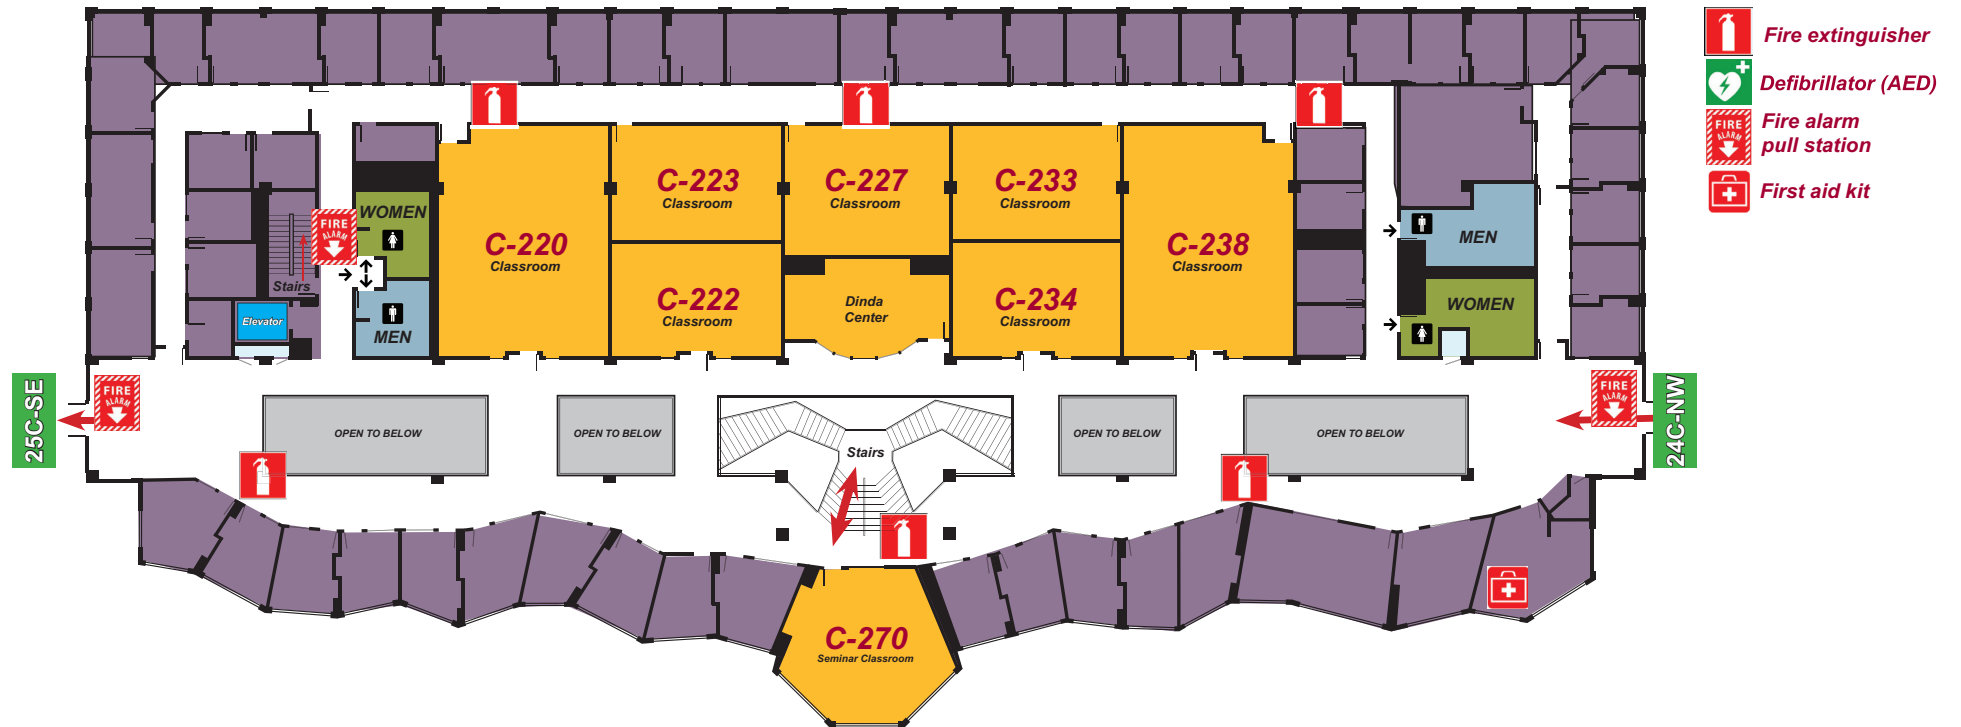 Fire extinguisher
Defibrillator (AED)
Fire alarm
pull station
FIRE
ALARM
First aid kit
C-223
Classroom
C-227
Classroom
C-233
Classroom
WOMEN
FIRE
ALARM
C-220
Classroom
C-238
Classroom
MEN
Stairs
C-222
Classroom
Dinda
Center
C-234
Classroom
WOMEN
Elevator
MEN
25C-SE
FIRE
ALARM
OPEN TO BELOW
OPEN TO BELOW
Stairs
OPEN TO BELOW
OPEN TO BELOW
FIRE
ALARM
24C-NW
C-270
Seminar Classroom